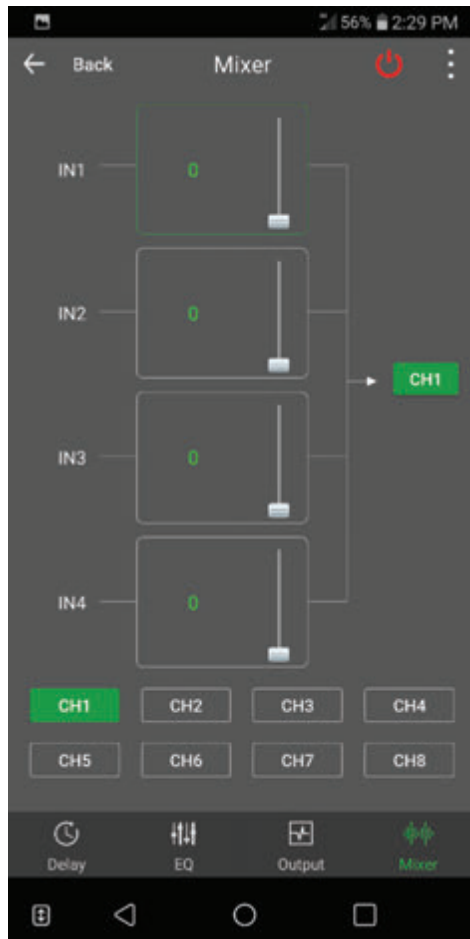 56% 2:29 PM
Back Mixer
IN1 0
IN2 0
CH1
IN3 0
IN4 0
CH1 CH2 CH3 CH4
CH5 CH6 CH7 CH8
Delay EQ Output Mixer